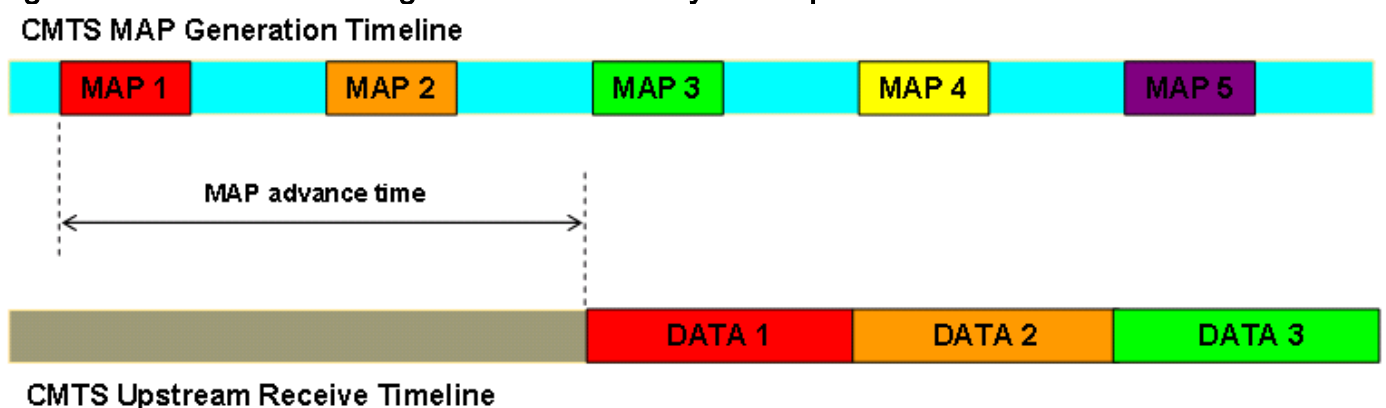 CMTS MAP Generation Timeline
MAP 1 MAP 2 MAP 3 MAP 4 MAP 5
MAP advance time
DATA 1 DATA 2 DATA 3
CMTS Upstream Receive Timeline